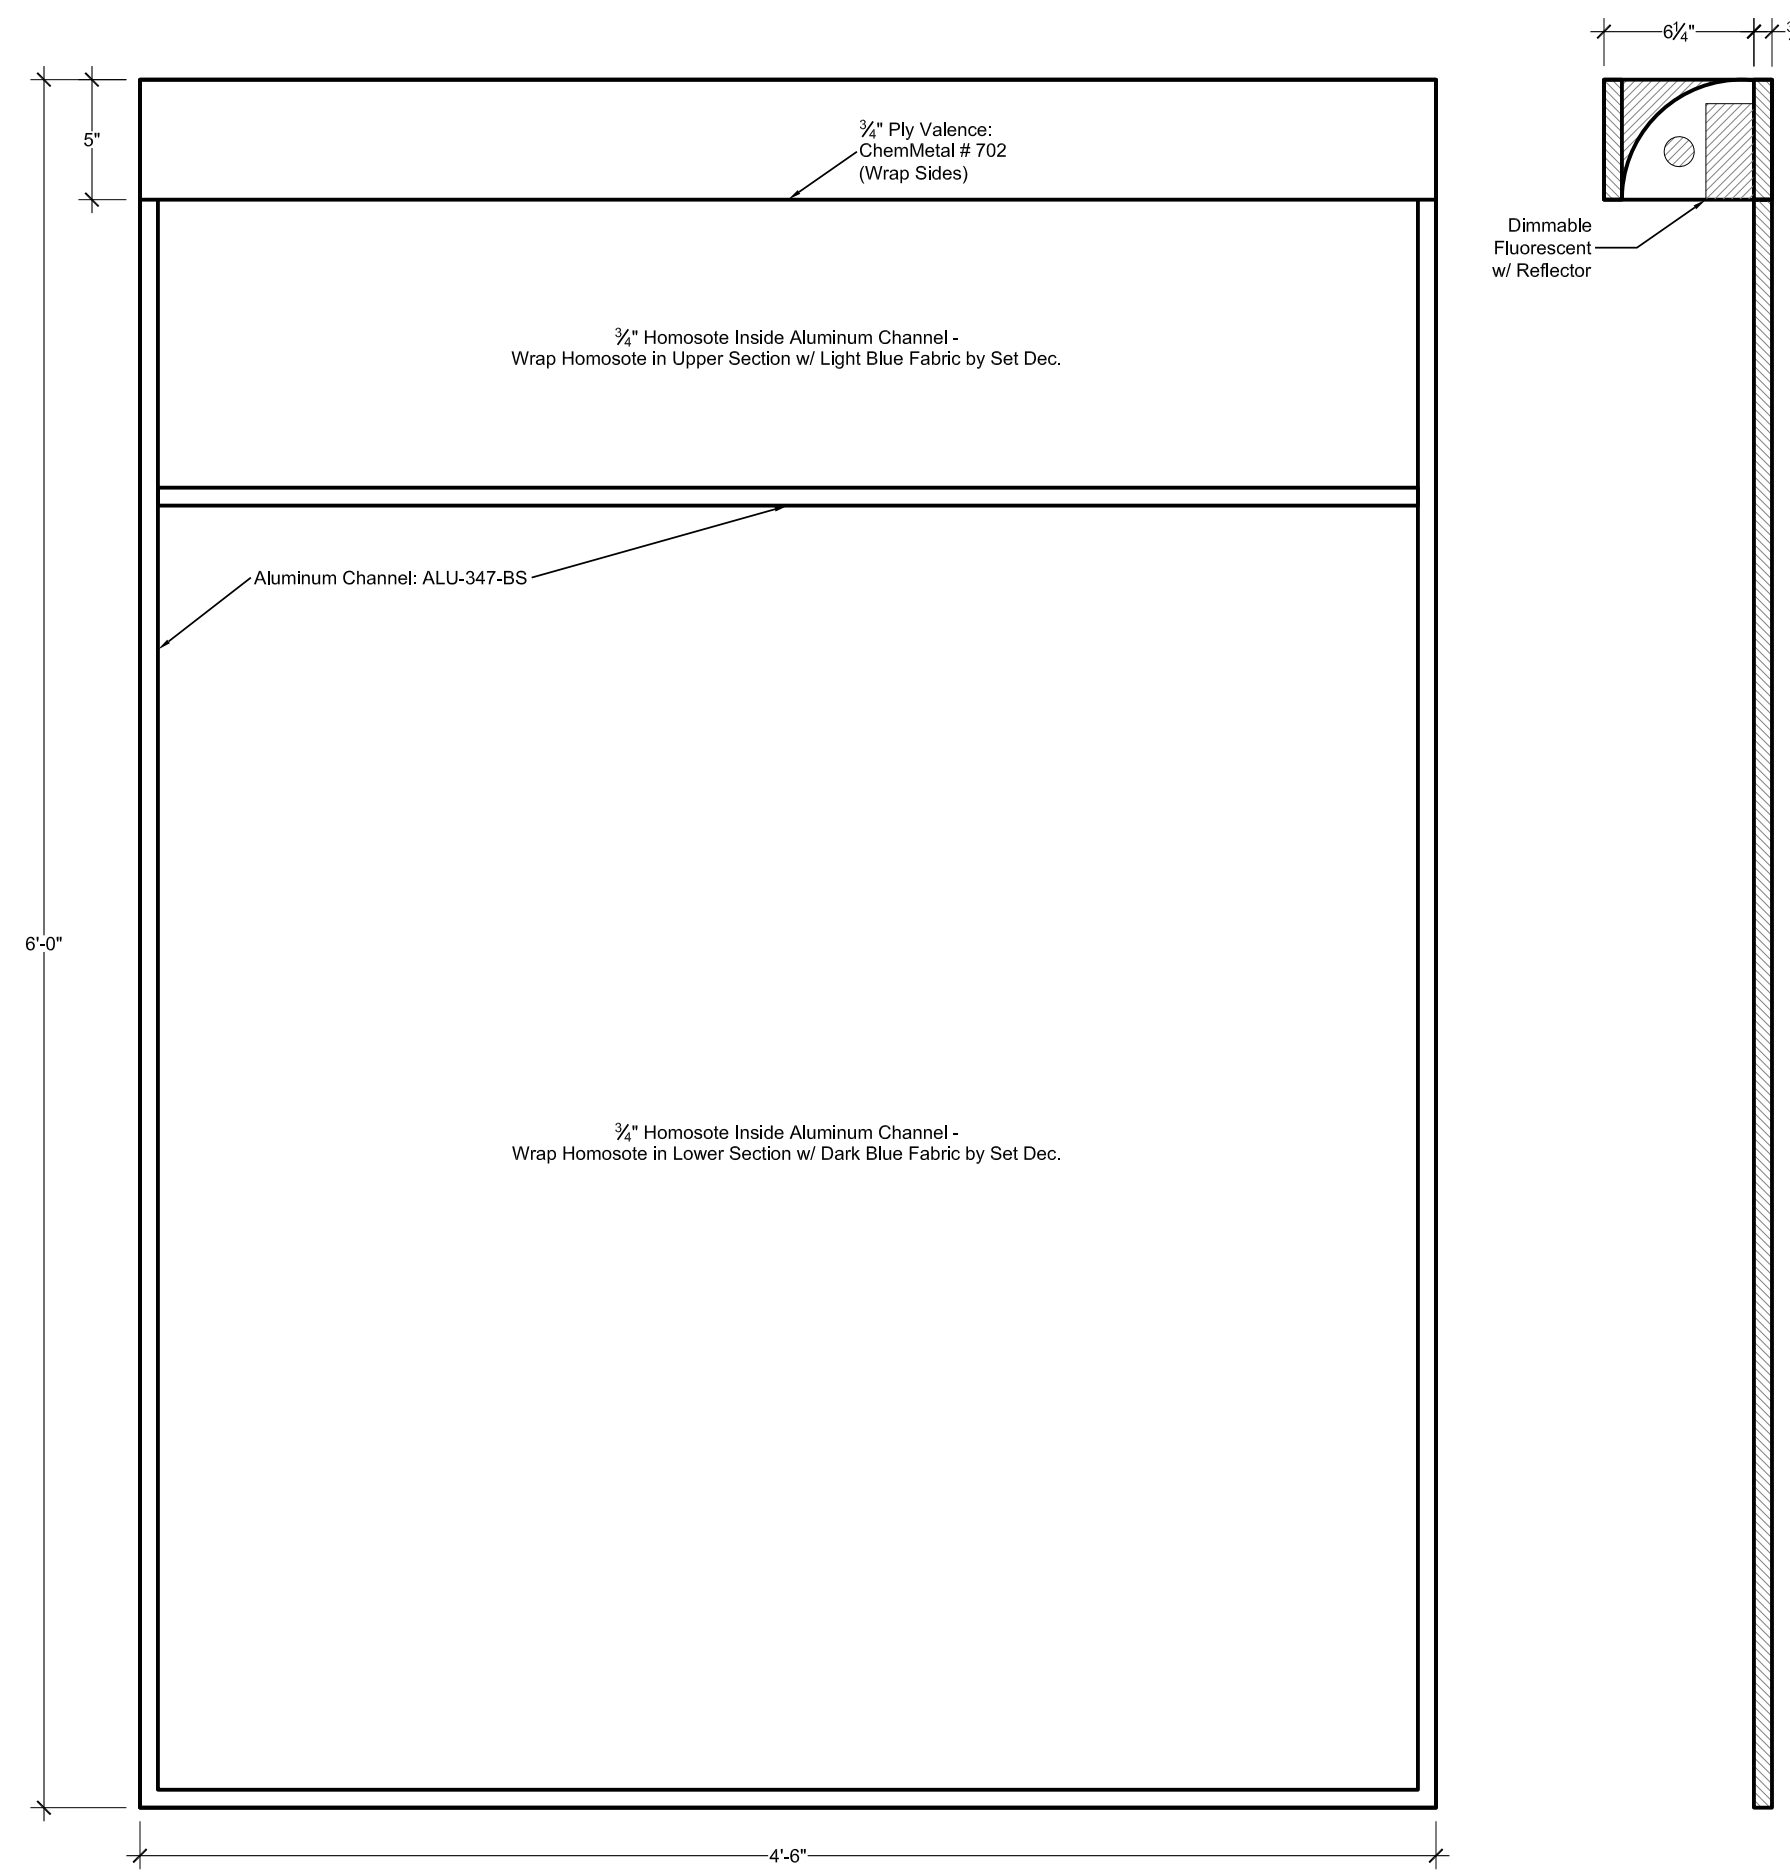 6¼"
5"
¾" Ply Valence:
ChemMetal # 702
(Wrap Sides)
Dimmable
Fluorescent
w/ Reflector
¾" Homosote Inside Aluminum Channel -
Wrap Homosote in Upper Section w/ Light Blue Fabric by Set Dec.
Aluminum Channel: ALU-347-BS
6'-0"
¾" Homosote Inside Aluminum Channel -
Wrap Homosote in Lower Section w/ Dark Blue Fabric by Set Dec.
4'-6"